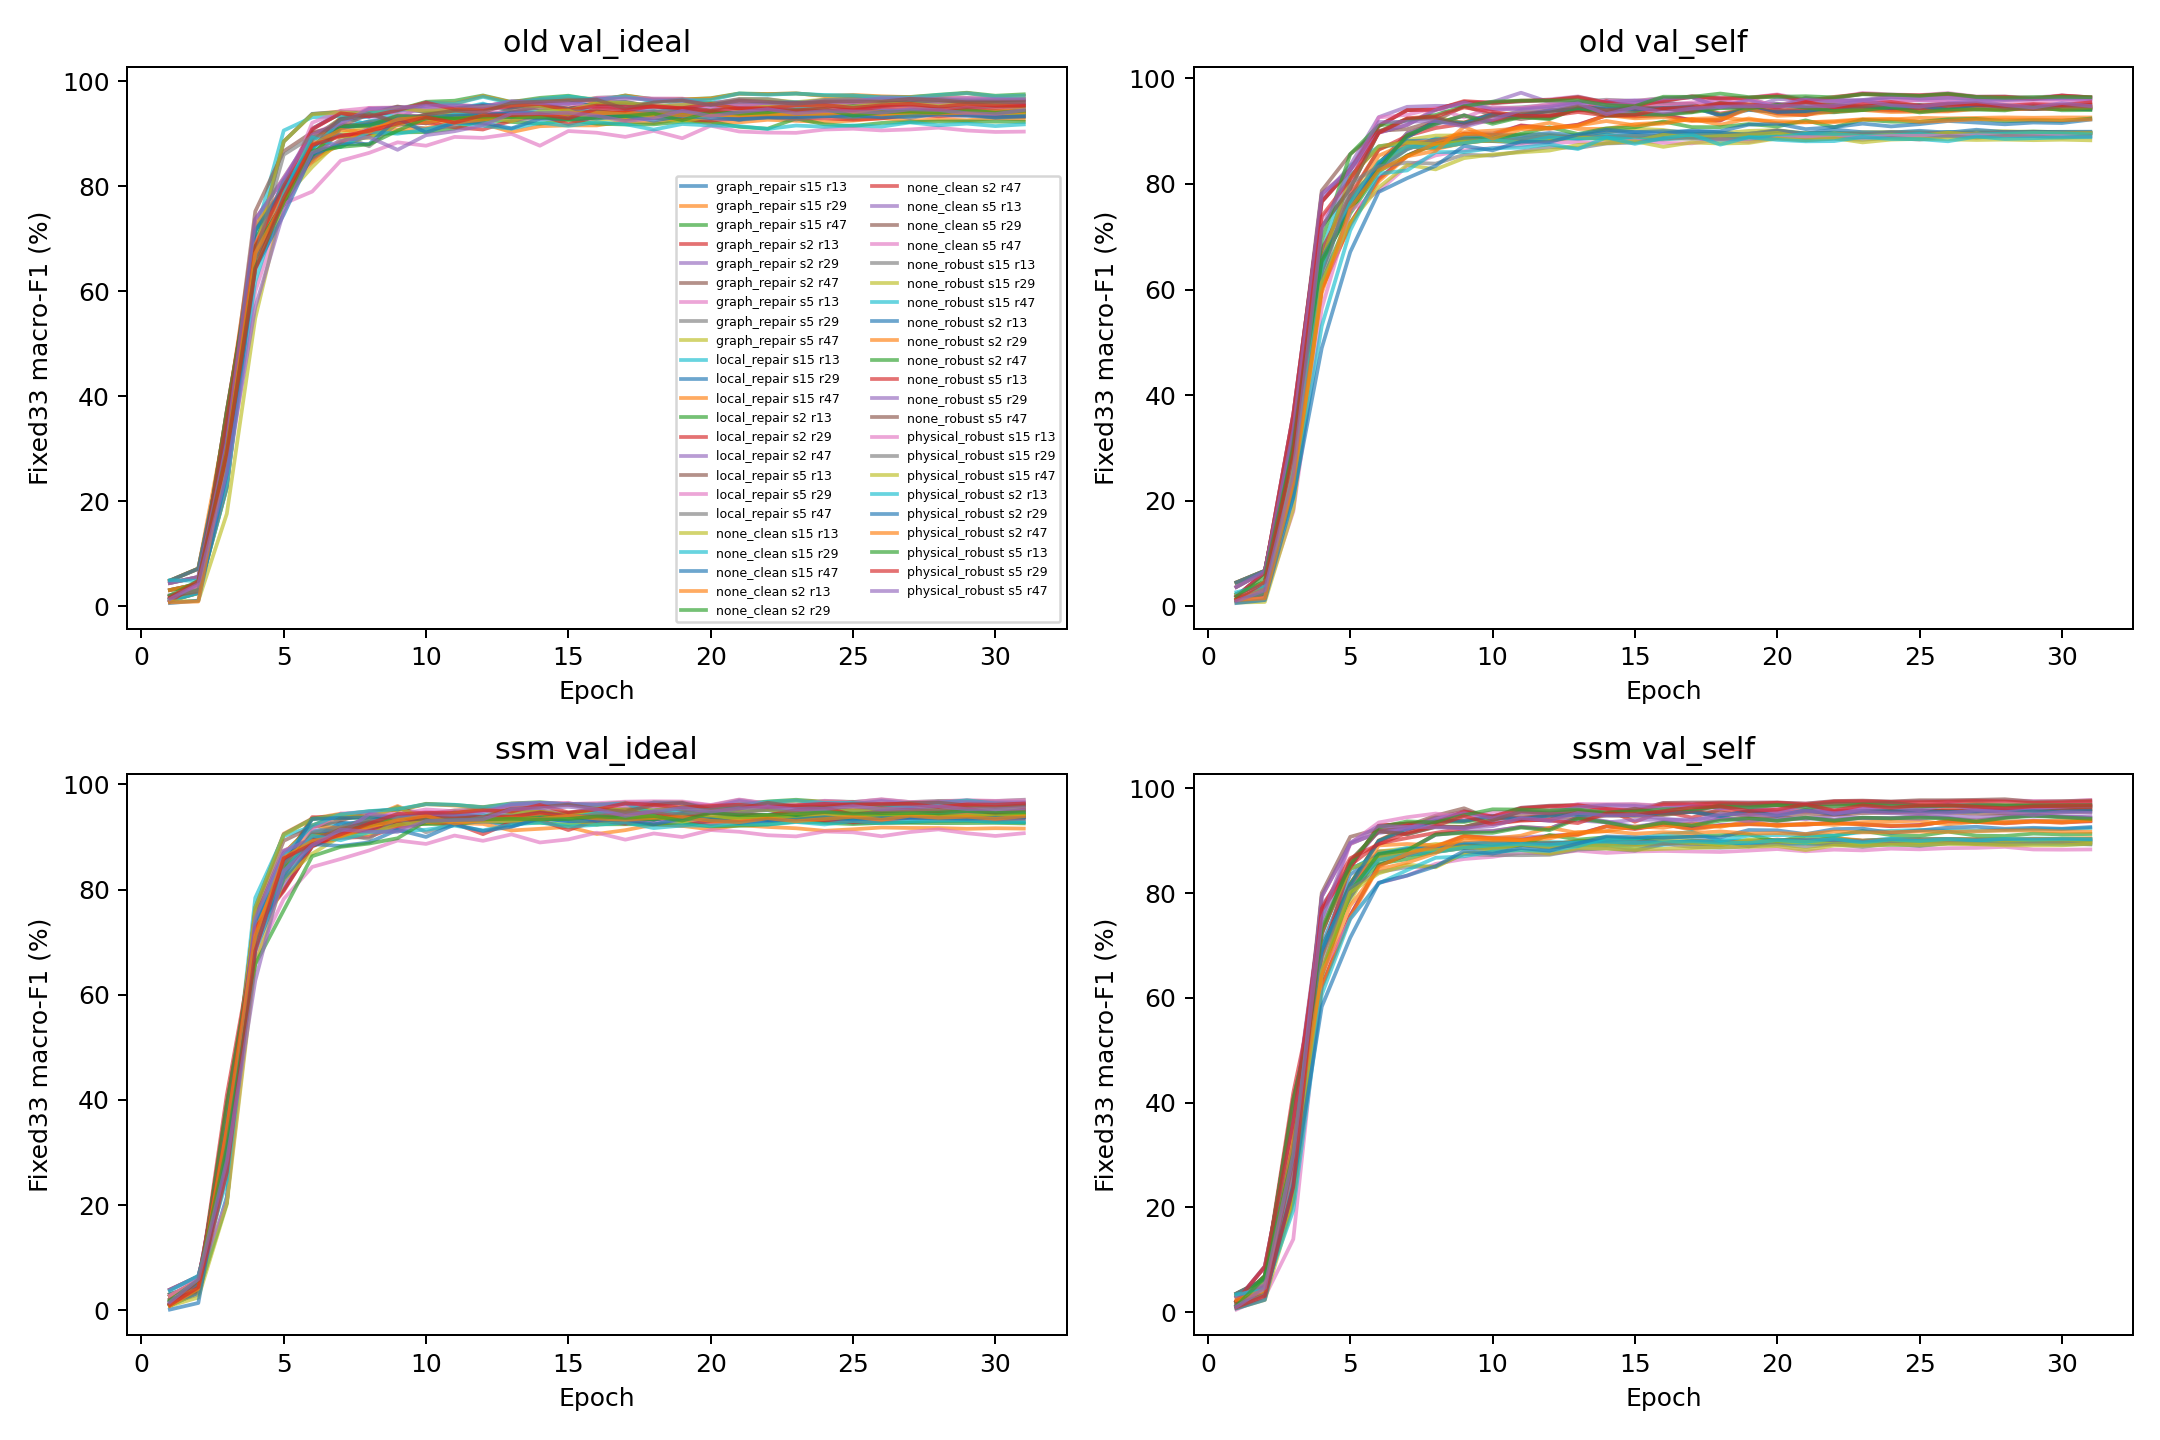 old val_ideal
Fixed33 macro-F1 (%)
100
80
60
40
20
0
graph_repair s15 r13
graph_repair s15 r29
graph_repair s15 r47
graph_repair s2 r13
graph_repair s2 r29
graph_repair s2 r47
graph_repair s5 r13
graph_repair s5 r29
graph_repair s5 r47
local_repair s15 r13
local_repair s15 r29
local_repair s15 r47
local_repair s2 r13
local_repair s2 r29
local_repair s2 r47
local_repair s5 r13
local_repair s5 r29
local_repair s5 r47
none_clean s15 r13
none_clean s15 r29
none_clean s15 r47
none_clean s2 r13
none_clean s2 r29
none_clean s2 r47
none_clean s5 r13
none_clean s5 r29
none_clean s5 r47
none_robust s15 r13
none_robust s15 r29
none_robust s15 r47
none_robust s2 r13
none_robust s2 r29
none_robust s2 r47
none_robust s5 r13
none_robust s5 r29
none_robust s5 r47
physical_robust s15 r13
physical_robust s15 r29
physical_robust s15 r47
physical_robust s2 r13
physical_robust s2 r29
physical_robust s2 r47
physical_robust s5 r13
physical_robust s5 r29
physical_robust s5 r47
0 5 10 15 20 25 30
Epoch
old val_self
Fixed33 macro-F1 (%)
100
80
60
40
20
0
0 5 10 15 20 25 30
Epoch
ssm val_ideal
Fixed33 macro-F1 (%)
100
80
60
40
20
0
0 5 10 15 20 25 30
Epoch
ssm val_self
Fixed33 macro-F1 (%)
100
80
60
40
20
0
0 5 10 15 20 25 30
Epoch